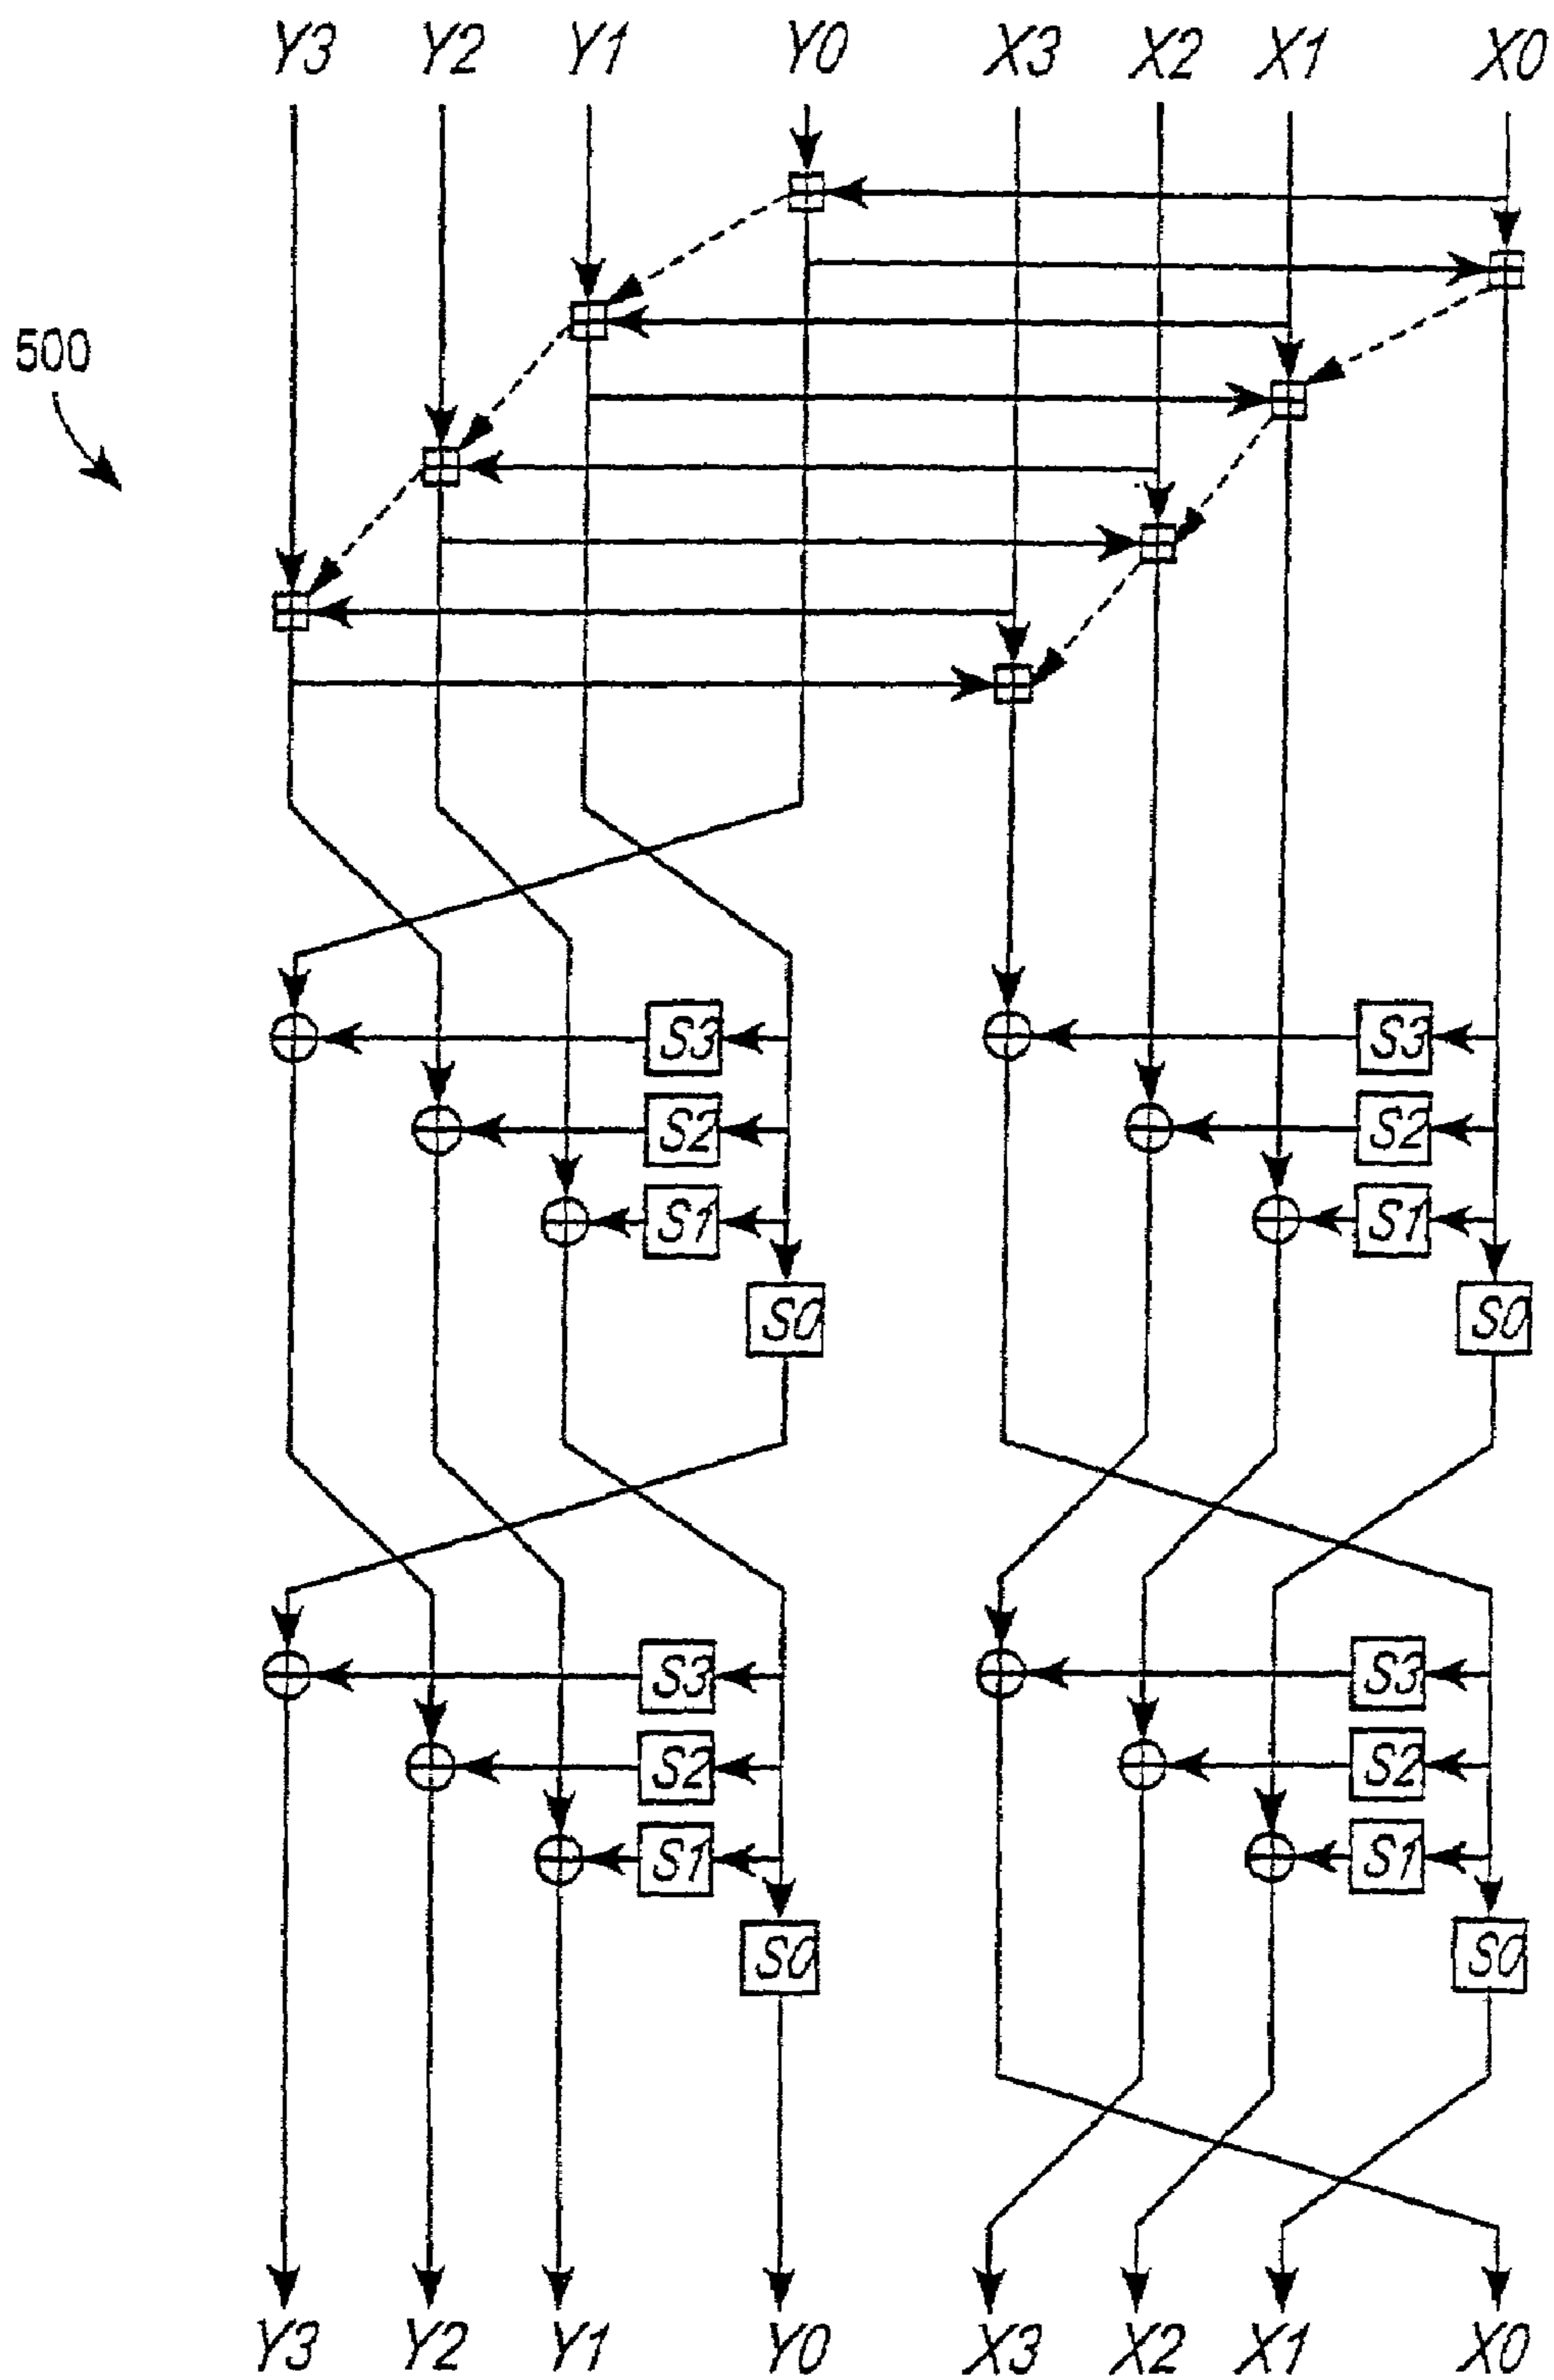 Y3 Y2 Y1 Y0 X3 X2 X1 X0
500
S3 S3
S2 S2
S1 S1
S0 S0
S3 S3
S2 S2
S1 S1
S0 S0
Y3 Y2 Y1 Y0 X3 X2 X1 X0